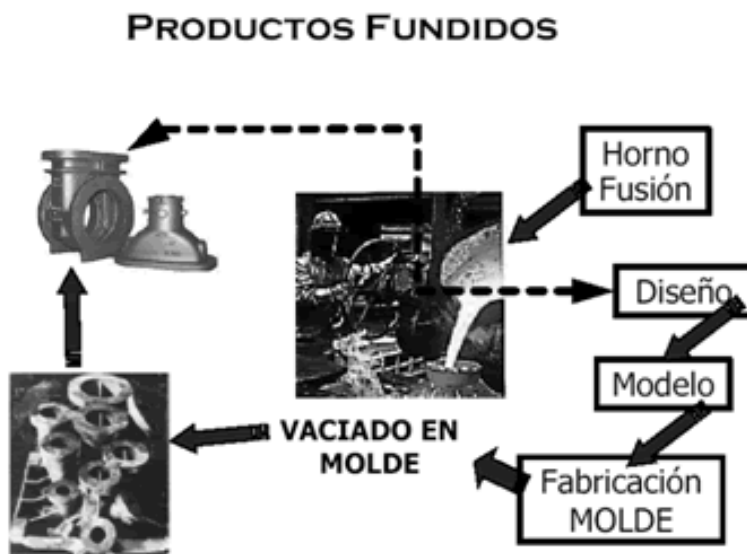 PRODUCTOS FUNDIDOS
Horno
Fusión
Diseño
Modelo
Fabricación
MOLDE
VACIADO EN
MOLDE